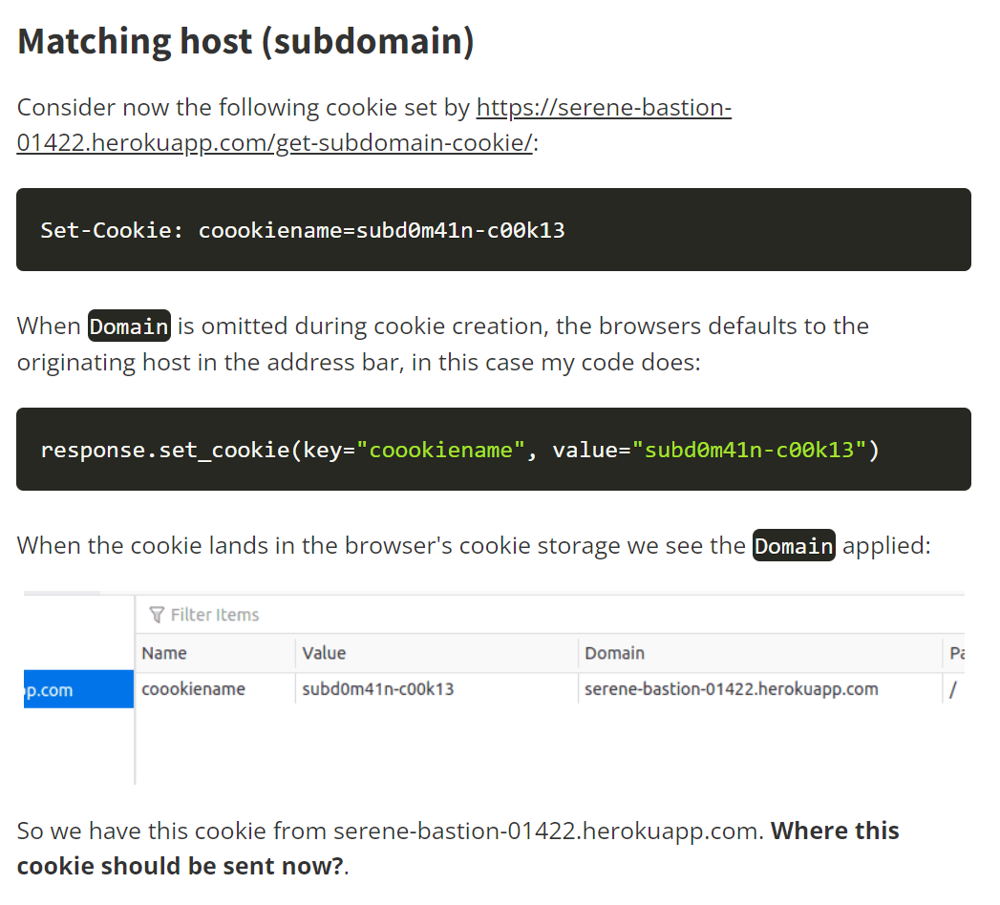 Matching host (subdomain)
Consider now the following cookie set by https://serene-bastion-
01422.herokuapp.com/get-subdomain-cookie/:
Set-Cookie: coookiename=subd0m41n-c00k13
When Domain is omitted during cookie creation, the browsers defaults to the
originating host in the address bar, in this case my code does:
response.set_cookie(key="coookiename", value="subd0m41n-c00k13")
When the cookie lands in the browser's cookie storage we see the Domain applied:
Filter Items
Name Value Domain Pa
p.com coookiename subd0m41n-c00k13 serene-bastion-01422.herokuapp.com /
So we have this cookie from serene-bastion-01422.herokuapp.com. Where this
cookie should be sent now?.